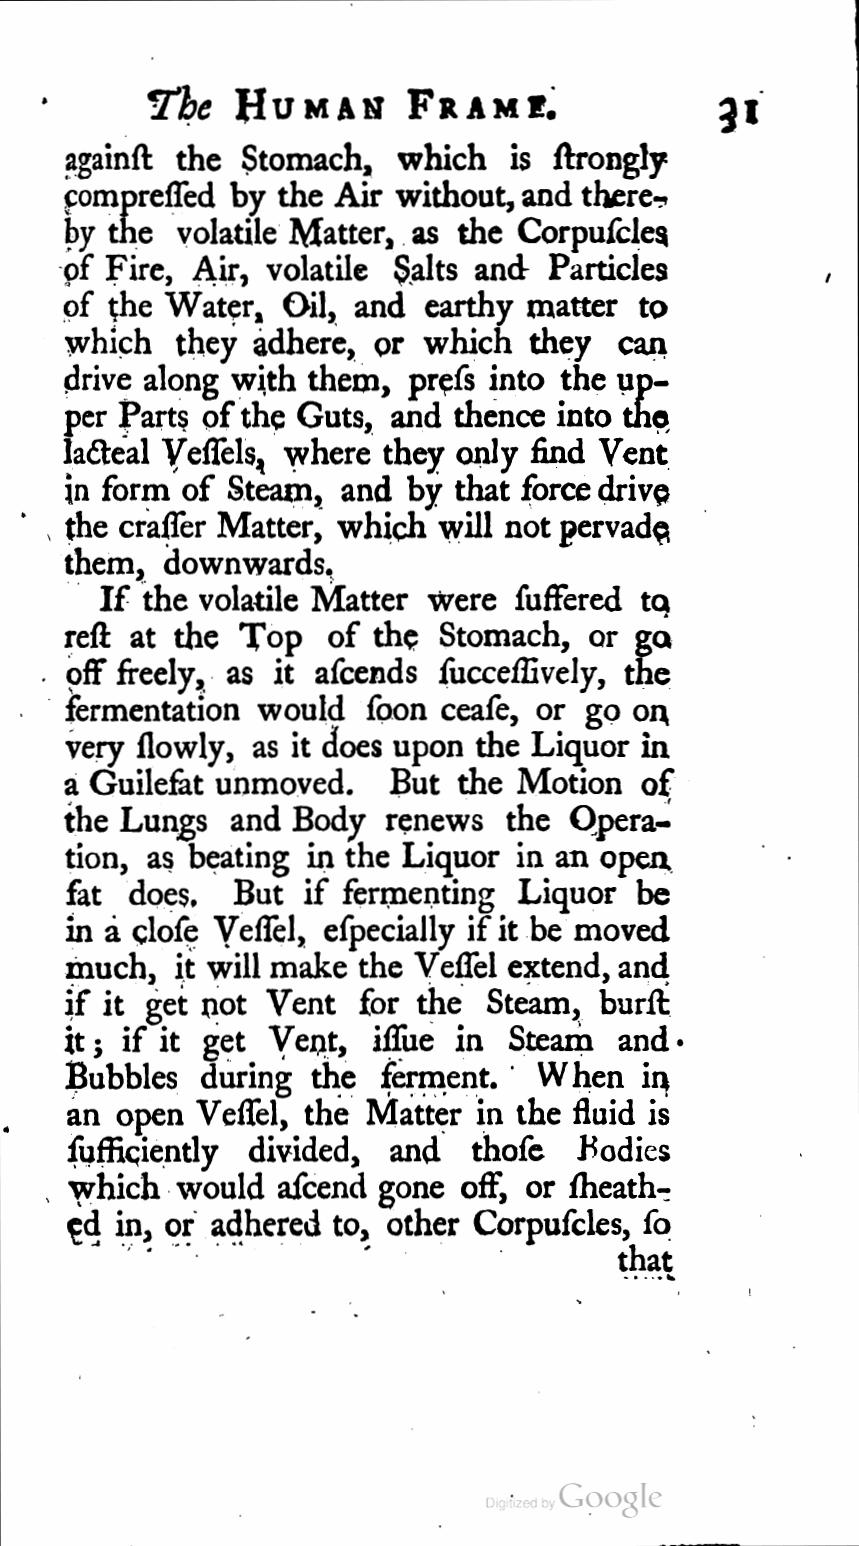 The HUMAN FRAME. 31
againſt the Stomach, which is ſtrongly
compreſſed by the Air without, and there-
by the volatile Matter, as the Corpuſcles
of Fire, Air, volatile Salts and Particles
of the Water, Oil, and earthy matter to
which they adhere, or which they can
drive along with them, preſs into the up-
per Parts of the Guts, and thence into the
lacteal Veſſels, where they only find Vent
in form of Steam, and by that force drive
the craſſer Matter, which will not pervade
them, downwards.
If the volatile Matter were ſuffered to
reſt at the Top of the Stomach, or go
off freely, as it aſcends ſucceſſively, the
fermentation would ſoon ceaſe, or go on
very ſlowly, as it does upon the Liquor in
a Guilefat unmoved. But the Motion of
the Lungs and Body renews the Opera-
tion, as beating in the Liquor in an open
fat does. But if fermenting Liquor be
in a cloſe Veſſel, eſpecially if it be moved
much, it will make the Veſſel extend, and
if it get not Vent for the Steam, burſt
it; if it get Vent, iſſue in Steam and
Bubbles during the ferment. When in
an open Veſſel, the Matter in the fluid is
ſufficiently divided, and thoſe Bodies
which would aſcend gone off, or ſheath-
ed in, or adhered to, other Corpuſcles, ſo
that
Digitized by Google